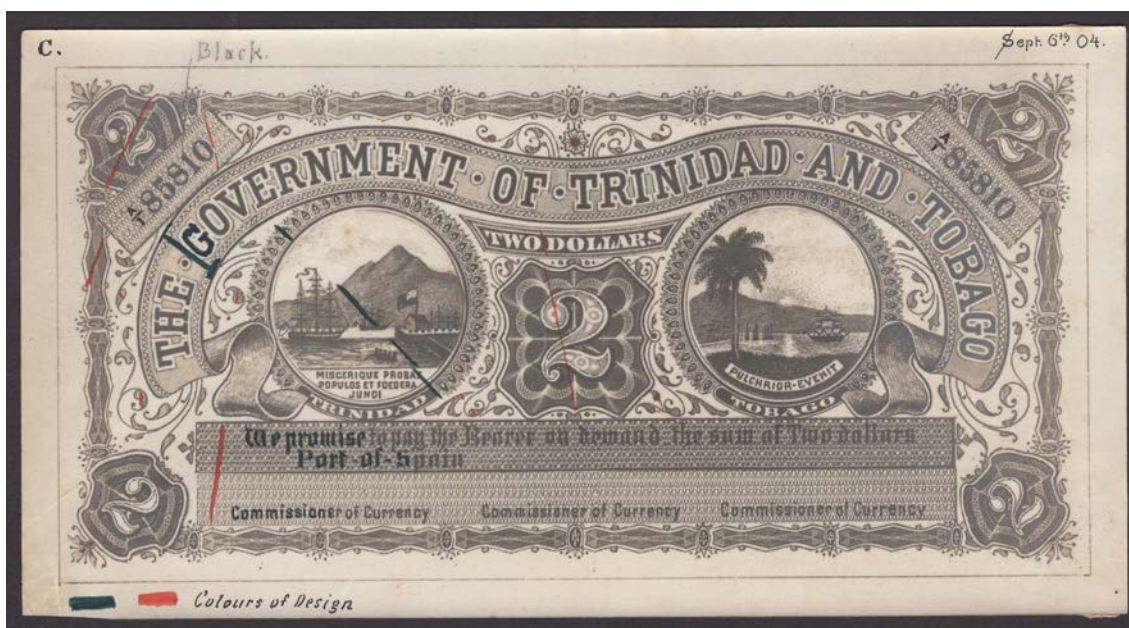 C.
Black.
Sept. 6th 04.
2
2
A/1 85810
A/1 85810
THE · GOVERNMENT · OF · TRINIDAD · AND · TOBAGO
TWO DOLLARS
2
MISCERIQUE PROBAT
POPULOS ET FOEDERA
JUNGI
TRINIDAD
PULCHRIOR·EVENIT
TOBAGO
We promise to pay the Bearer on demand the sum of Two dollars
Port-of-Spain
2
2
Commissioner of Currency Commissioner of Currency Commissioner of Currency
Colours of Design